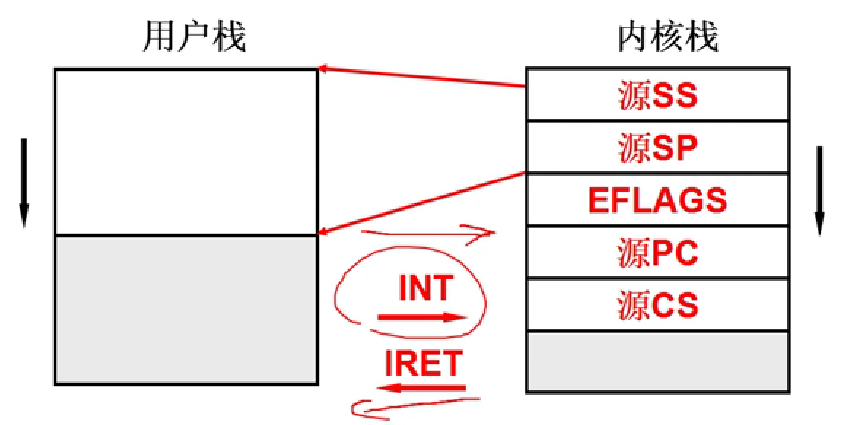 用户栈
内核栈
源SS
源SP
EFLAGS
源PC
源CS
INT
IRET